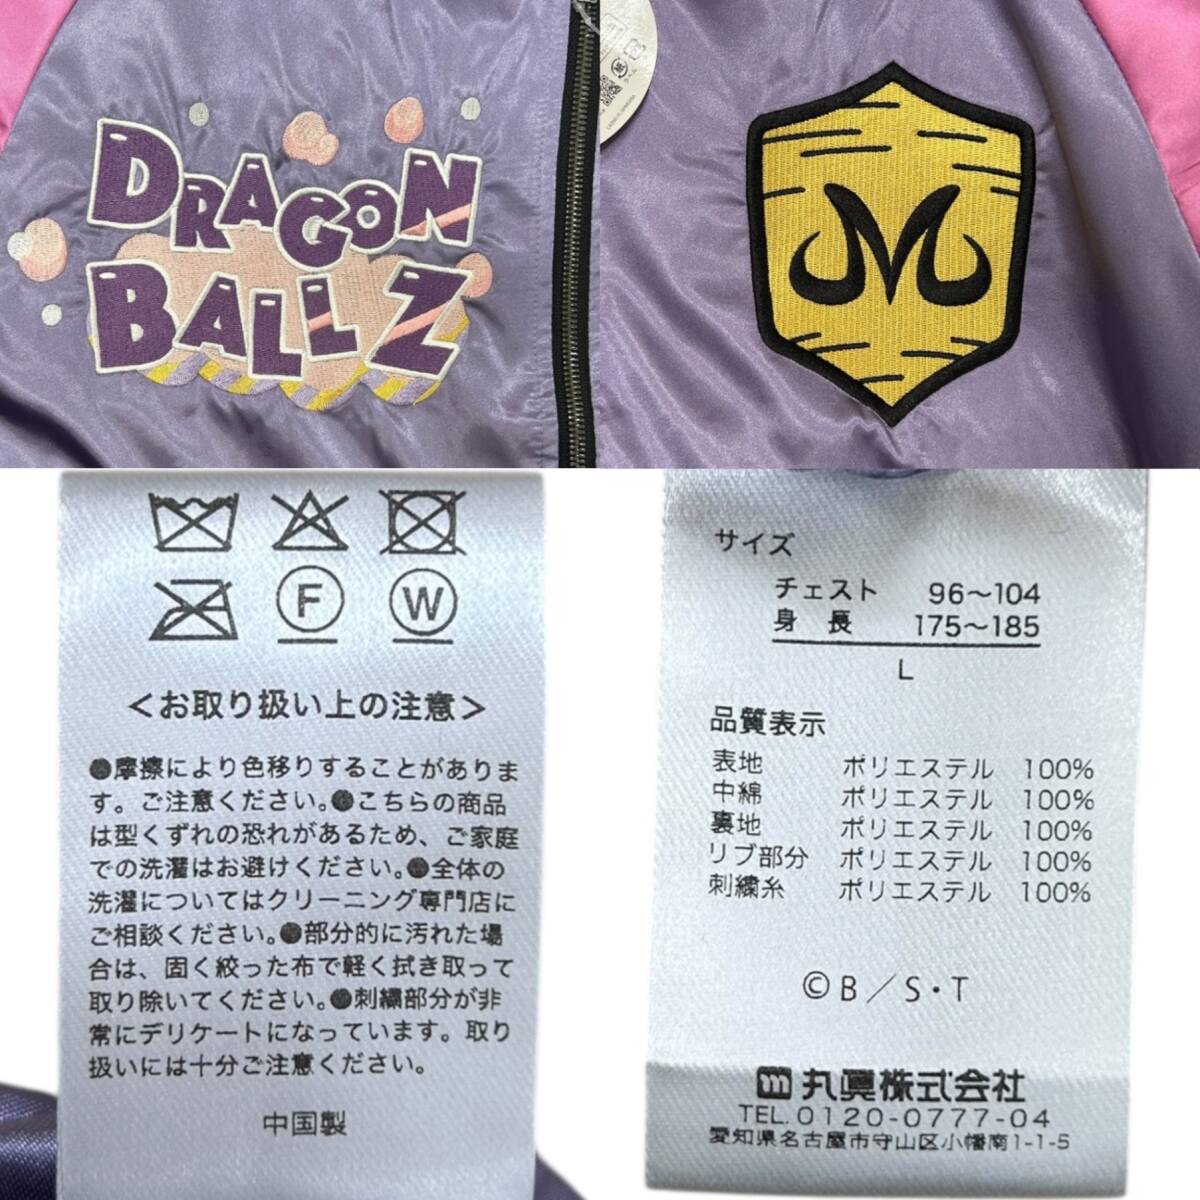 DRAGON
BALL Z
M
F
W
＜お取り扱い上の注意＞
●摩擦により色移りすることがありま
す。ご注意ください。●こちらの商品
は型くずれの恐れがあるため、ご家庭
での洗濯はお避けください。●全体の
洗濯についてはクリーニング専門店に
ご相談ください。●部分的に汚れた場
合は、固く絞った布で軽く拭き取って
取り除いてください。●刺繍部分が非
常にデリケートになっています。取り
扱いには十分ご注意ください。
中国製
サイズ
チェスト 96～104
身長 175～185
L
品質表示
表地 ポリエステル 100%
中綿 ポリエステル 100%
裏地 ポリエステル 100%
リブ部分 ポリエステル 100%
刺繍糸 ポリエステル 100%
©B／S・T
m 丸眞株式会社
TEL.0120-0777-04
愛知県名古屋市守山区小幡南1-1-5